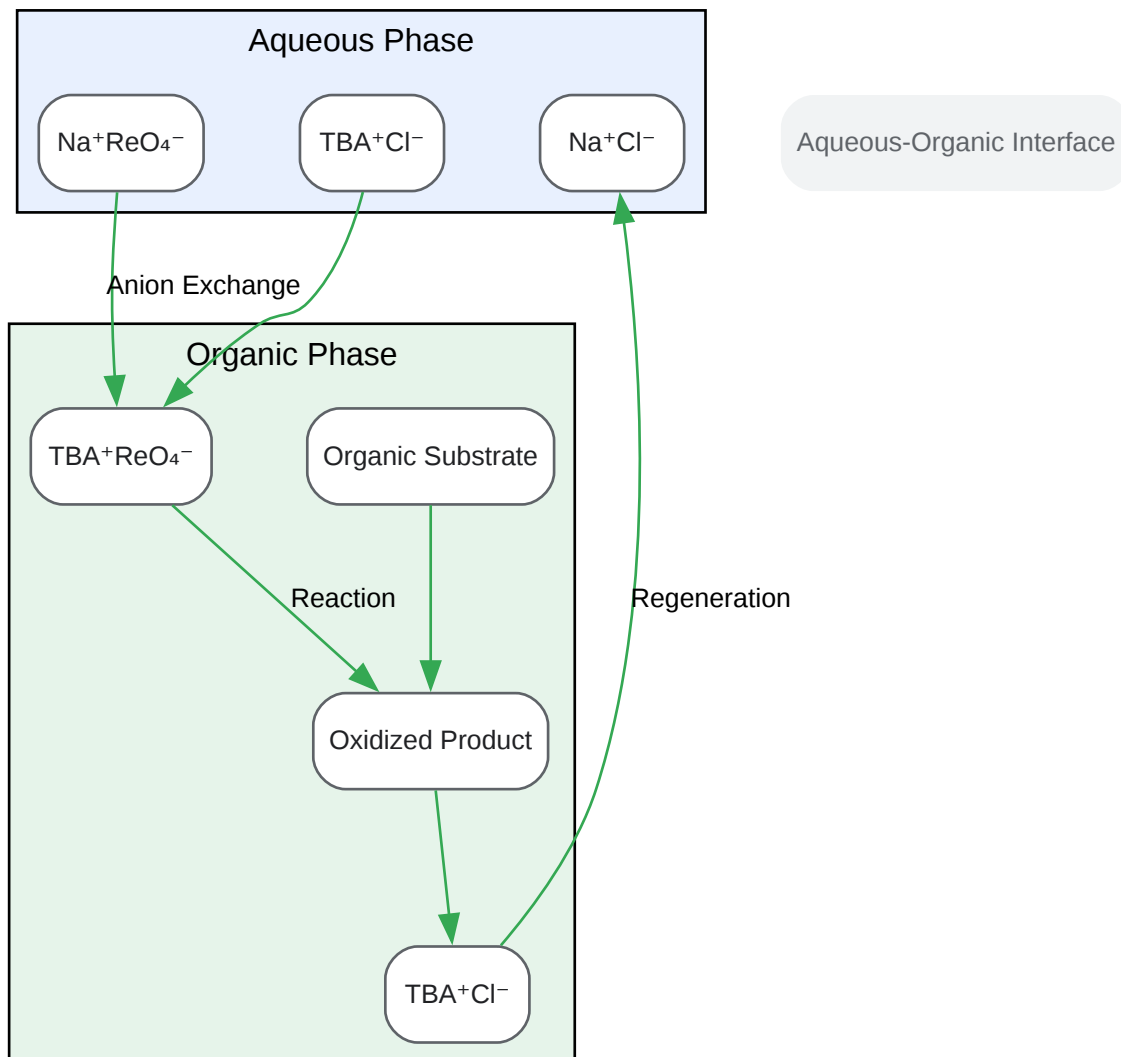 Aqueous Phase
Na⁺ReO₄⁻
TBA⁺Cl⁻
Na⁺Cl⁻
Aqueous-Organic Interface
Anion Exchange
Organic Phase
TBA⁺ReO₄⁻
Organic Substrate
Reaction
Regeneration
Oxidized Product
TBA⁺Cl⁻